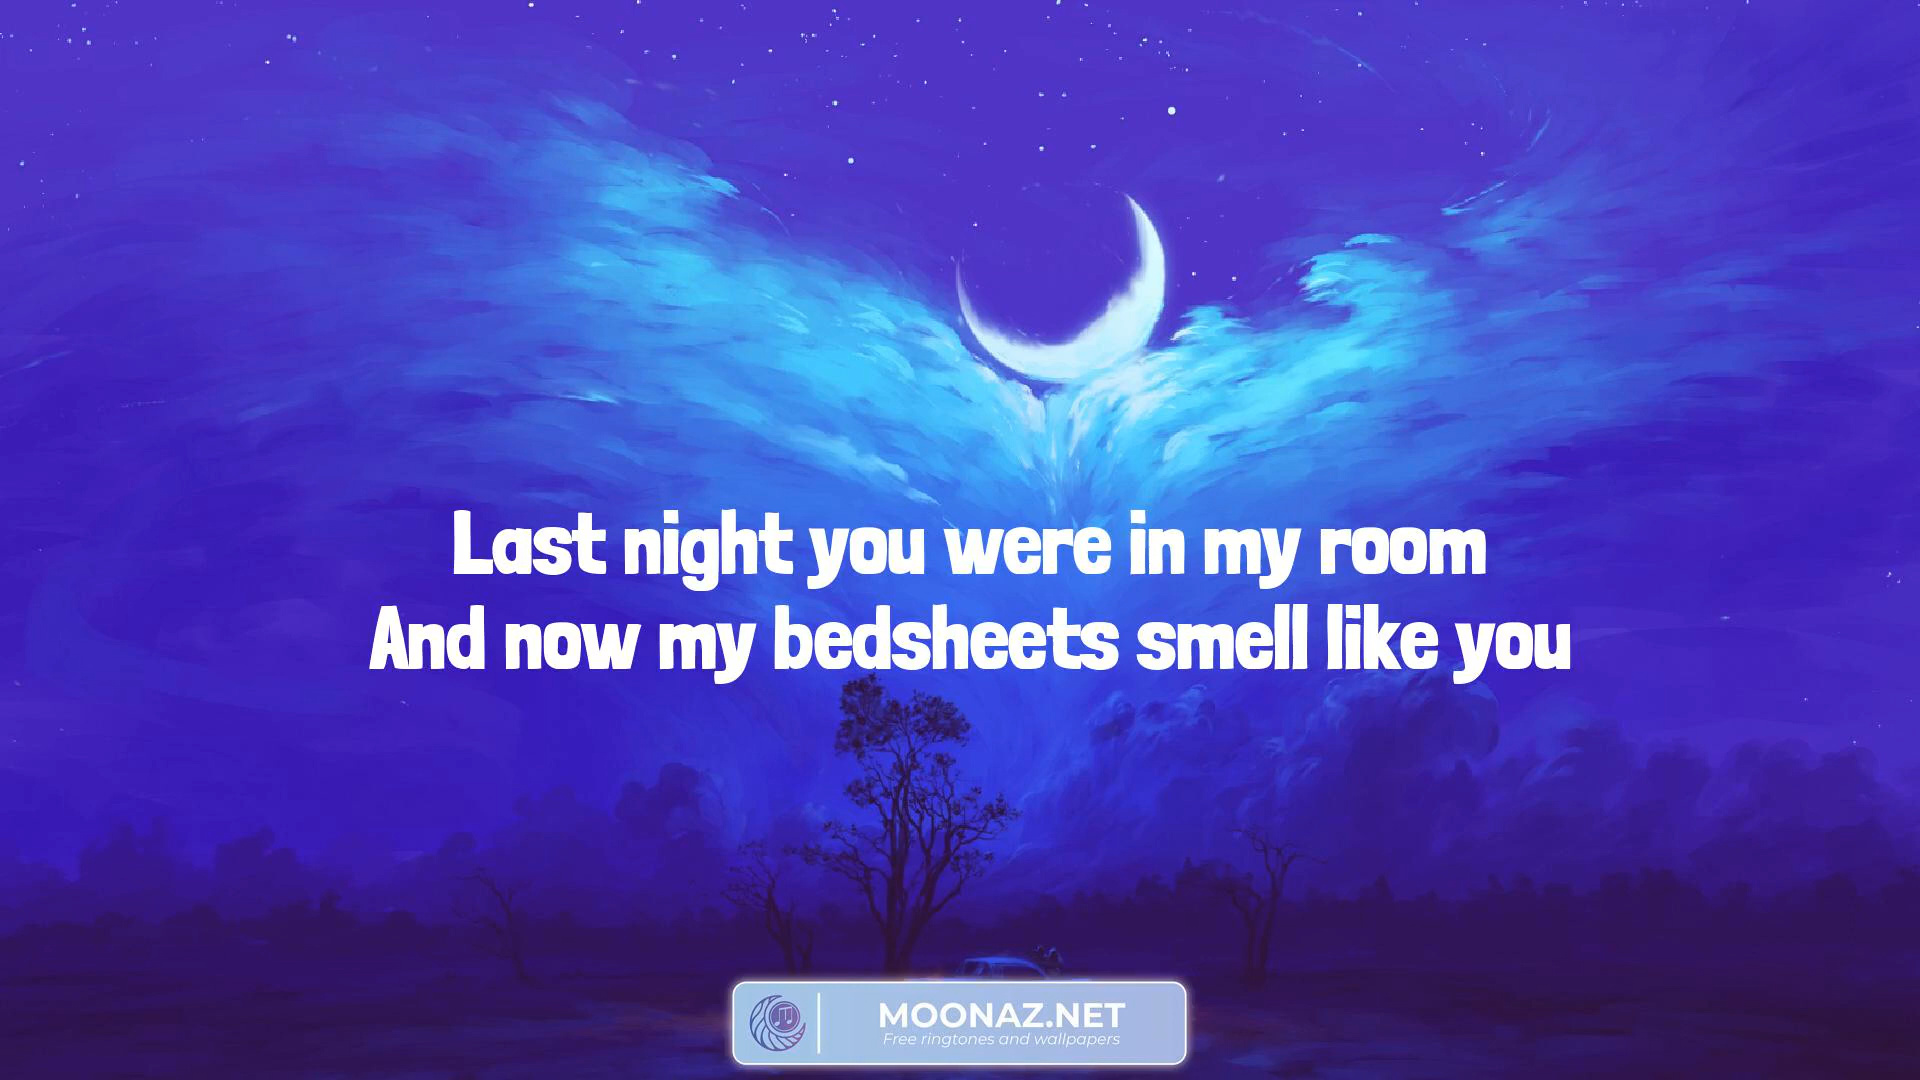 Last night you were in my room
And now my bedsheets smell like you
MOONAZ.NET
Free ringtones and wallpapers